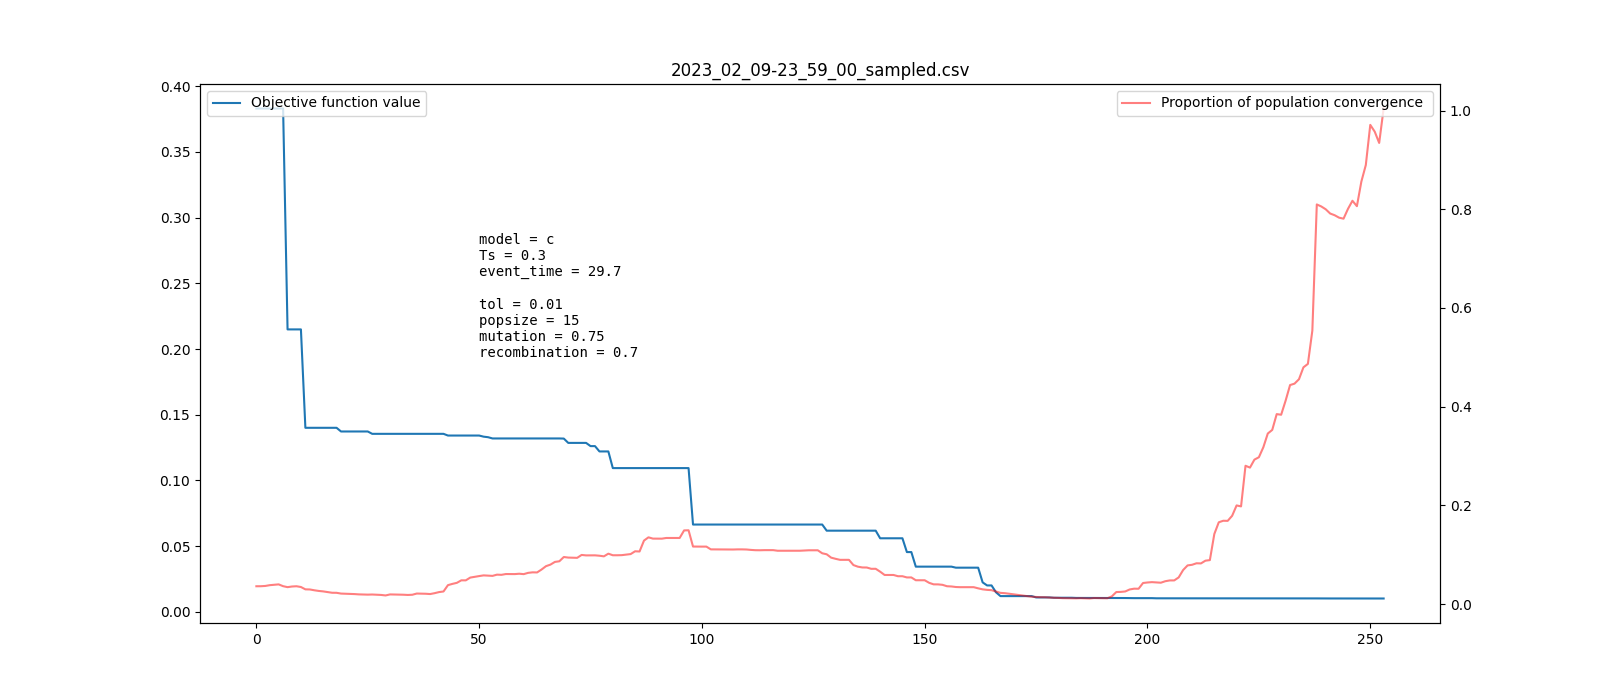 2023_02_09-23_59_00_sampled.csv
Objective function value
Proportion of population convergence
0.40
0.35
0.30
0.25
0.20
0.15
0.10
0.05
0.00
1.0
0.8
0.6
0.4
0.2
0.0
model = c
Ts = 0.3
event_time = 29.7
tol = 0.01
popsize = 15
mutation = 0.75
recombination = 0.7
0
50
100
150
200
250